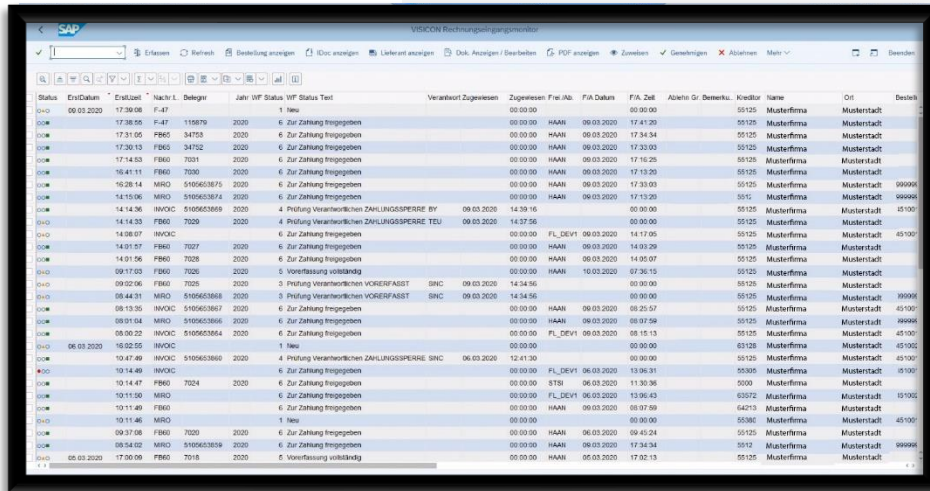 SAP VISICON Rechnungseingangsmonitor
Erfassen Refresh Bestellung anzeigen IDoc anzeigen Lieferant anzeigen Dok. Anzeigen / Bearbeiten PDF anzeigen Zuweisen Genehmigen Ablehnen Mehr Beenden
Status ErstDatum ErstUzeit Nachr.t.. Belegnr Jahr WF Status WF Status Text Verantwort Zugewiesen Zugewiesen Frei./Ab. F/A Datum F/A. Zeit Ablehn Gr. Bemerku.. Kreditor Name Ort
09.03.2020 17:39:08 F-47 1 Neu 00:00:00 00:00:00 55125 Musterfirma Musterstadt
17:38:55 F-47 115879 2020 6 Zur Zahlung freigegeben 00:00:00 HAAN 09.03.2020 17:41:20 55125 Musterfirma Musterstadt
17:31:05 FB65 34753 2020 6 Zur Zahlung freigegeben 00:00:00 HAAN 09.03.2020 17:34:34 55125 Musterfirma Musterstadt
17:30:13 FB65 34752 2020 6 Zur Zahlung freigegeben 00:00:00 HAAN 09.03.2020 17:33:03 55125 Musterfirma Musterstadt
17:14:53 FB60 7031 2020 6 Zur Zahlung freigegeben 00:00:00 HAAN 09.03.2020 17:16:25 55125 Musterfirma Musterstadt
16:41:11 FB60 7030 2020 6 Zur Zahlung freigegeben 00:00:00 HAAN 09.03.2020 17:13:20 55125 Musterfirma Musterstadt
16:28:14 MIRO 5105653875 2020 6 Zur Zahlung freigegeben 00:00:00 HAAN 09.03.2020 17:33:03 55125 Musterfirma Musterstadt
14:15:06 MIRO 5105653874 2020 6 Zur Zahlung freigegeben 00:00:00 HAAN 09.03.2020 17:13:20 Musterfirma Musterstadt
14:14:36 INVOIC 5105653869 2020 4 Prüfung Verantwortlichen ZAHLUNGSSPERRE BY 09.03.2020 14:39:16 00:00:00 55125 Musterfirma Musterstadt
14:14:33 FB60 7029 2020 4 Prüfung Verantwortlichen ZAHLUNGSSPERRE TEU 09.03.2020 14:37:56 00:00:00 55125 Musterfirma Musterstadt
14:08:07 INVOIC 6 Zur Zahlung freigegeben 00:00:00 FL_DEV1 09.03.2020 14:17:05 55125 Musterfirma Musterstadt
14:01:57 FB60 7027 2020 6 Zur Zahlung freigegeben 00:00:00 HAAN 09.03.2020 14:03:29 55125 Musterfirma Musterstadt
14:01:56 FB60 7028 2020 6 Zur Zahlung freigegeben 00:00:00 HAAN 09.03.2020 14:05:07 55125 Musterfirma Musterstadt
09:17:03 FB60 7026 2020 5 Vorerfassung vollständig 00:00:00 HAAN 10.03.2020 07:36:15 55125 Musterfirma Musterstadt
09:02:06 FB60 7025 2020 3 Prüfung Verantwortlichen VORERFASST SINC 09.03.2020 14:34:56 00:00:00 55125 Musterfirma Musterstadt
08:44:31 MIRO 5105653868 2020 3 Prüfung Verantwortlichen VORERFASST SINC 09.03.2020 14:34:56 00:00:00 55125 Musterfirma Musterstadt
08:13:35 INVOIC 5105653867 2020 6 Zur Zahlung freigegeben 00:00:00 HAAN 09.03.2020 08:25:57 55125 Musterfirma Musterstadt
08:01:04 MIRO 5105653866 2020 6 Zur Zahlung freigegeben 00:00:00 HAAN 09.03.2020 08:07:59 55125 Musterfirma Musterstadt
08:00:22 INVOIC 5105653864 2020 6 Zur Zahlung freigegeben 00:00:00 FL_DEV1 09.03.2020 08:15:13 55125 Musterfirma Musterstadt
06.03.2020 16:02:55 INVOIC 1 Neu 00:00:00 00:00:00 63128 Musterfirma Musterstadt
10:47:49 INVOIC 5105653860 2020 4 Prüfung Verantwortlichen ZAHLUNGSSPERRE SINC 06.03.2020 12:41:30 00:00:00 55125 Musterfirma Musterstadt
10:14:49 INVOIC 6 Zur Zahlung freigegeben 00:00:00 FL_DEV1 06.03.2020 13:06:31 55305 Musterfirma Musterstadt
10:14:47 FB60 7024 2020 6 Zur Zahlung freigegeben 00:00:00 STSI 06.03.2020 11:30:36 5000 Musterfirma Musterstadt
10:11:50 MIRO 6 Zur Zahlung freigegeben 00:00:00 FL_DEV1 06.03.2020 13:06:43 63572 Musterfirma Musterstadt
10:11:49 FB60 6 Zur Zahlung freigegeben 00:00:00 HAAN 09.03.2020 08:07:59 64213 Musterfirma Musterstadt
10:11:46 MIRO 1 Neu 00:00:00 00:00:00 55380 Musterfirma Musterstadt
09:37:08 FB60 7020 2020 6 Zur Zahlung freigegeben 00:00:00 HAAN 06.03.2020 09:45:24 55125 Musterfirma Musterstadt
08:54:02 MIRO 5105653859 2020 6 Zur Zahlung freigegeben 00:00:00 HAAN 09.03.2020 17:34:34 5512 Musterfirma Musterstadt
05.03.2020 17:00:09 FB60 7018 2020 5 Vorerfassung vollständig 00:00:00 HAAN 05.03.2020 17:02:13 55125 Musterfirma Musterstadt